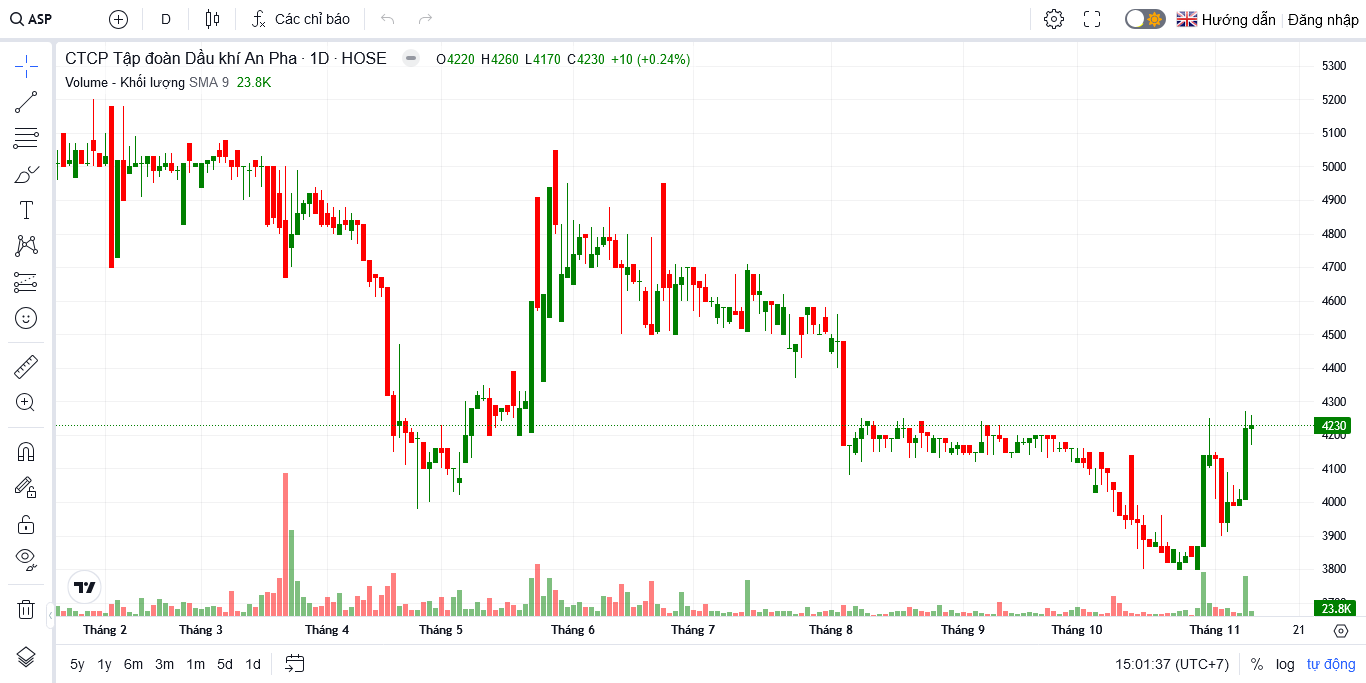 ASP D Các chỉ báo Hướng dẫn Đăng nhập
CTCP Tập đoàn Dầu khí An Pha · 1D · HOSE O4220 H4260 L4170 C4230 +10 (+0.24%)
Volume - Khối lượng SMA 9 23.8K
5300
5200
5100
5000
4900
4800
4700
4600
4500
4400
4300
4230
4200
4100
4000
3900
3800
23.8K
Tháng 2 Tháng 3 Tháng 4 Tháng 5 Tháng 6 Tháng 7 Tháng 8 Tháng 9 Tháng 10 Tháng 11 21
5y 1y 6m 3m 1m 5d 1d 15:01:37 (UTC+7) % log tự động